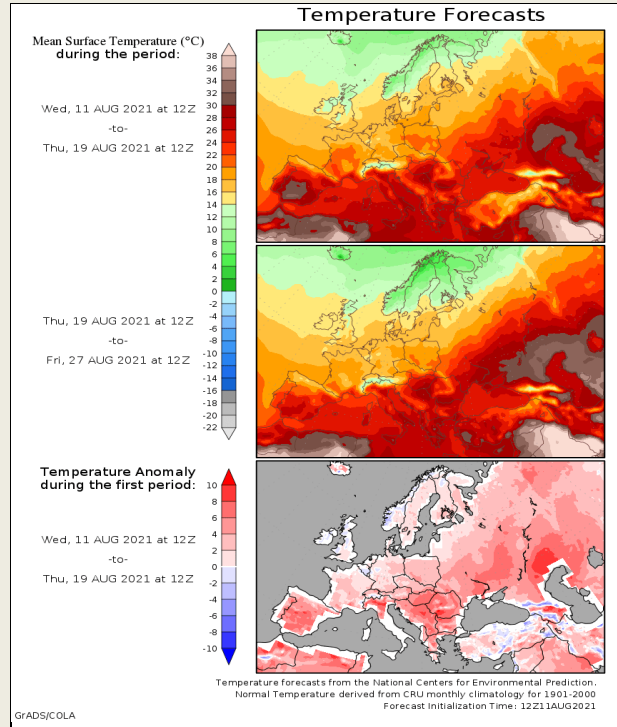 Temperature Forecasts
Mean Surface Temperature (°C)
during the period:
38
36
34
32
30
28
26
24
22
20
18
16
14
12
10
8
6
4
2
0
-2
-4
-6
-8
-10
-12
-14
-16
-18
-20
-22
Wed, 11 AUG 2021 at 12Z
-to-
Thu, 19 AUG 2021 at 12Z
Thu, 19 AUG 2021 at 12Z
-to-
Fri, 27 AUG 2021 at 12Z
Temperature Anomaly
during the first period:
10
8
6
4
2
0
-2
-4
-6
-8
-10
Wed, 11 AUG 2021 at 12Z
-to-
Thu, 19 AUG 2021 at 12Z
Temperature forecasts from the National Centers for Environmental Prediction.
Normal Temperature derived from CRU monthly climatology for 1901-2000
Forecast Initialization Time: 12Z11AUG2021
GrADS/COLA